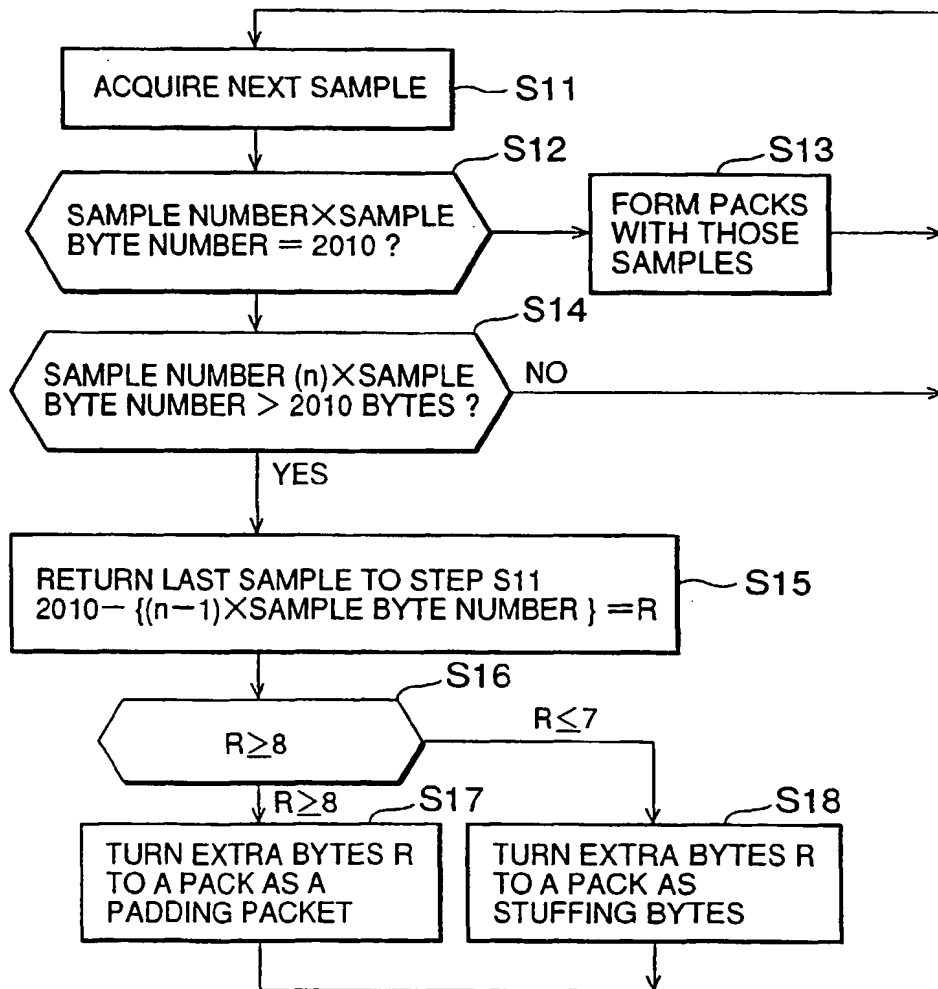 ACQUIRE NEXT SAMPLE
S11
S12
SAMPLE NUMBER×SAMPLE
BYTE NUMBER = 2010 ?
S13
FORM PACKS
WITH THOSE
SAMPLES
S14
SAMPLE NUMBER (n)×SAMPLE
BYTE NUMBER > 2010 BYTES ?
NO
YES
RETURN LAST SAMPLE TO STEP S11
2010− {(n−1)×SAMPLE BYTE NUMBER } =R
S15
S16
R≥8
R≤7
R≥8
S17
TURN EXTRA BYTES R
TO A PACK AS A
PADDING PACKET
S18
TURN EXTRA BYTES R
TO A PACK AS
STUFFING BYTES